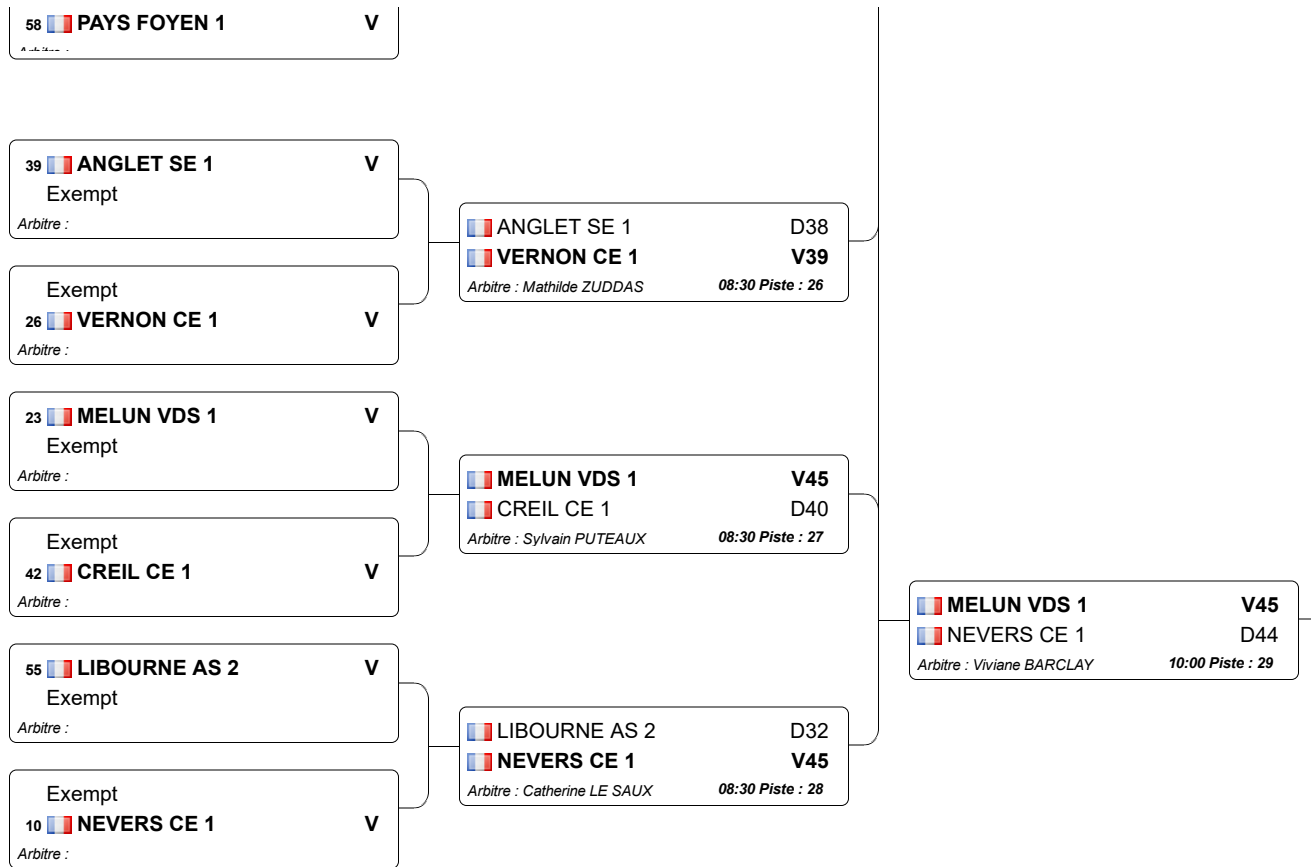 58 PAYS FOYEN 1 V
Arbitre :
39 ANGLET SE 1 V
Exempt
Arbitre :
Exempt
26 VERNON CE 1 V
Arbitre :
23 MELUN VDS 1 V
Exempt
Arbitre :
Exempt
42 CREIL CE 1 V
Arbitre :
55 LIBOURNE AS 2 V
Exempt
Arbitre :
Exempt
10 NEVERS CE 1 V
Arbitre :
ANGLET SE 1 D38
VERNON CE 1 V39
Arbitre : Mathilde ZUDDAS 08:30 Piste : 26
MELUN VDS 1 V45
CREIL CE 1 D40
Arbitre : Sylvain PUTEAUX 08:30 Piste : 27
LIBOURNE AS 2 D32
NEVERS CE 1 V45
Arbitre : Catherine LE SAUX 08:30 Piste : 28
MELUN VDS 1 V45
NEVERS CE 1 D44
Arbitre : Viviane BARCLAY 10:00 Piste : 29